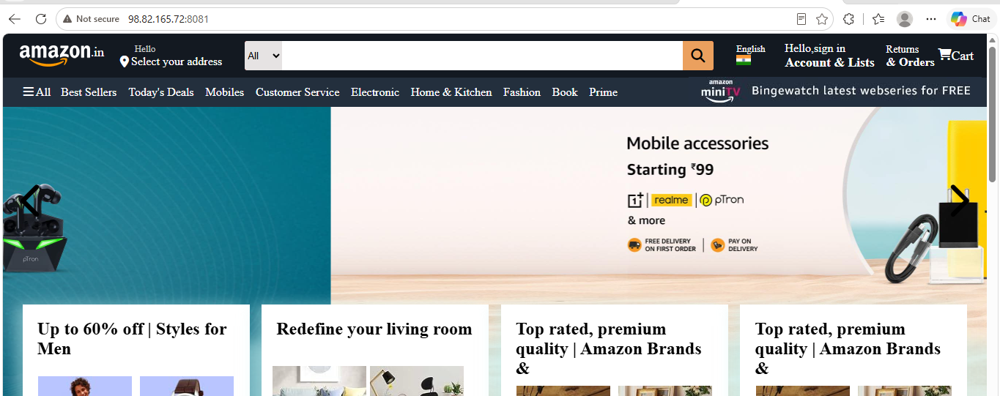 Not secure 98.82.165.72:8081 Chat
amazon.in
Hello
Select your address
All
English
Hello,sign in
Account & Lists
Returns
& Orders
Cart
All Best Sellers Today's Deals Mobiles Customer Service Electronic Home & Kitchen Fashion Book Prime
amazon
miniTV
Bingewatch latest webseries for FREE
Mobile accessories
Starting ₹99
1+ | realme | pTron
& more
FREE DELIVERY
ON FIRST ORDER
PAY ON
DELIVERY
pTron
Up to 60% off | Styles for
Men
Redefine your living room
Top rated, premium
quality | Amazon Brands
&
Top rated, premium
quality | Amazon Brands
&